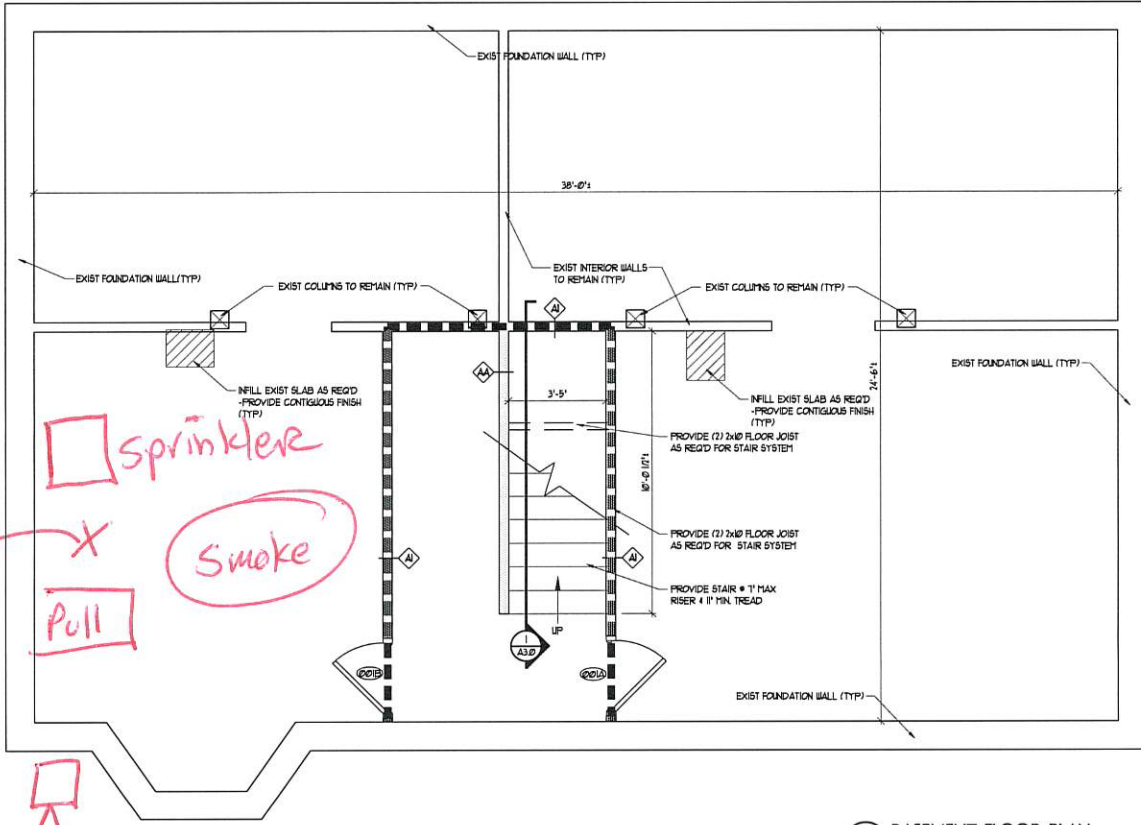 EXIST FOUNDATION WALL (TYP)
38'-0"±
EXIST FOUNDATION WALL(TYP)
EXIST COLUMNS TO REMAIN (TYP)
EXIST INTERIOR WALLS
TO REMAIN (TYP)
EXIST COLUMNS TO REMAIN (TYP)
A1
AA
3'-5"
24'-6"±
EXIST FOUNDATION WALL (TYP)
INFILL EXIST SLAB AS REQ'D
-PROVIDE CONTIGUOUS FINISH
(TYP)
INFILL EXIST SLAB AS REQ'D
-PROVIDE CONTIGUOUS FINISH
(TYP)
sprinkler
PROVIDE (2) 2x10 FLOOR JOIST
AS REQ'D FOR STAIR SYSTEM
10'-0 1/2"±
X
Smoke
PROVIDE (2) 2x10 FLOOR JOIST
AS REQ'D FOR STAIR SYSTEM
A1
A1
PROVIDE STAIR @ 7" MAX
RISER & 11" MIN. TREAD
Pull
UP
1
A3.0
001B
001A
EXIST FOUNDATION WALL (TYP)